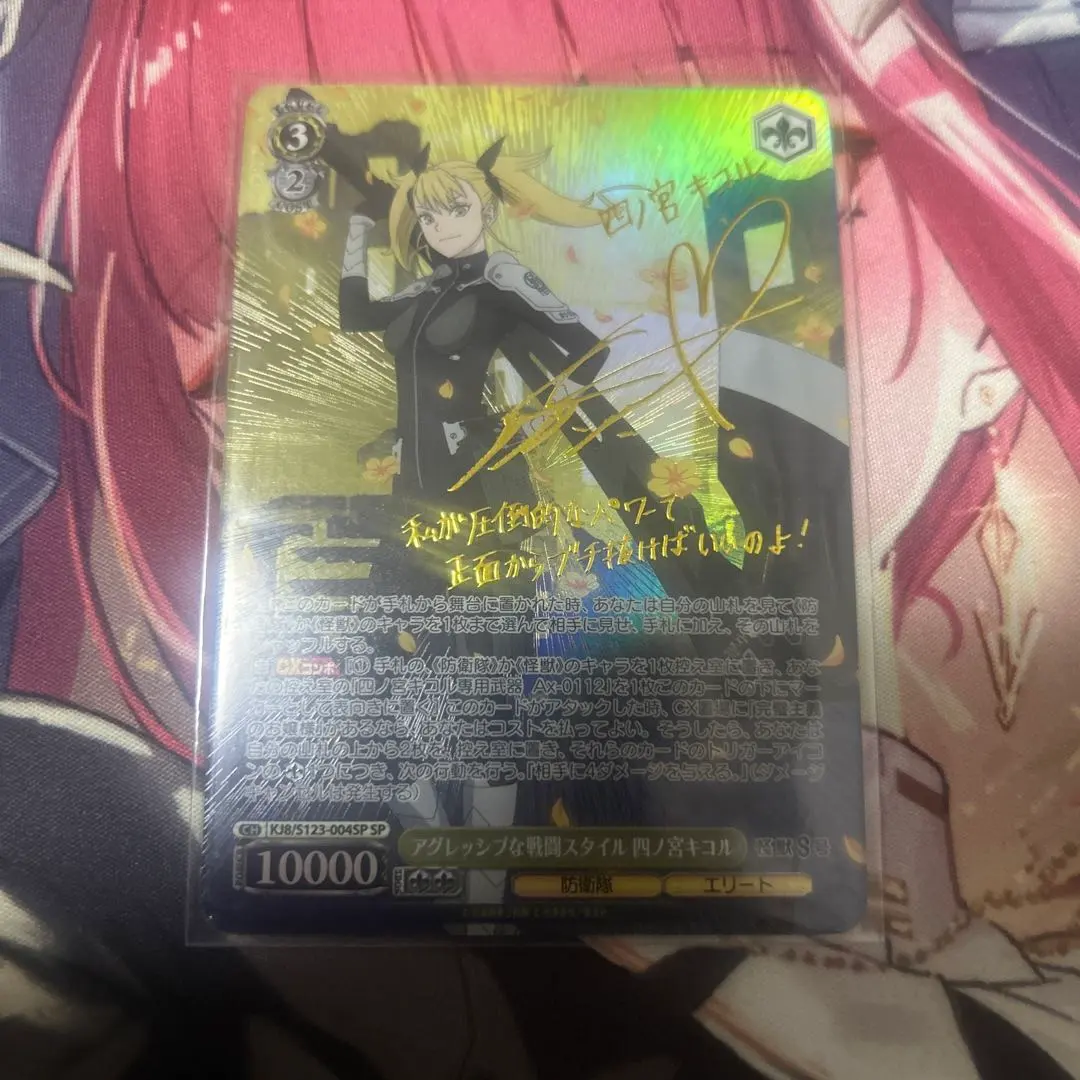 3
2
四ノ宮キコル
私が圧倒的なパワーで
正面からブチ抜けばいいのよ!
このカードが手札から舞台に置かれた時、あなたは自分の山札を見て《防
か《怪獣》のキャラを1枚まで選んで相手に見せ、手札に加え、その山札を
ャッフルする。
CXコンボ 手札の、《防衛隊》か《怪獣》のキャラを1枚控え室に置き、あな
控え室の「四ノ宮キコル専用武器 Ax-0112」を1枚このカードの下にマー
して表向きに置く」このカードがアタックした時、CX置場に「完璧主義
があるなら、あなたはコストを払ってよい。そうしたら、あなたは
自分の山札の上から2枚を、控え室に置き、それらのカードのトリガーアイコ
ンの につき、次の行動を行う。「相手に4ダメージを与える。」(ダメージ
キャンセルは発生する)
CH KJ8/S123-004SP SP
アグレッシブな戦闘スタイル 四ノ宮キコル
怪獣8号
10000
防衛隊
エリート